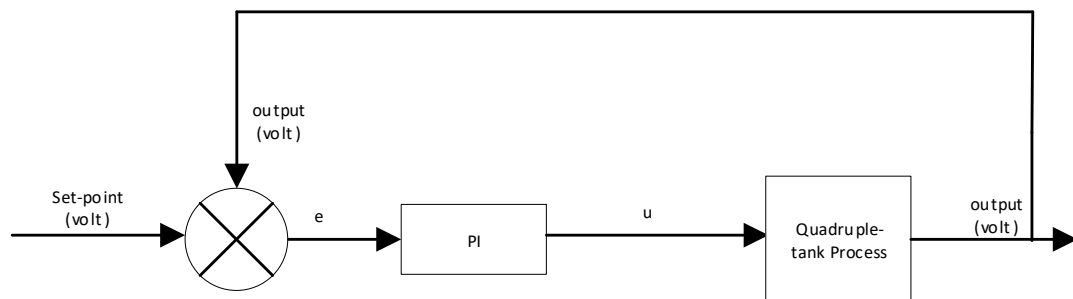 output
(volt)
Set-point
(volt)
e
PI
u
Quadruple-
tank Process
output
(volt)